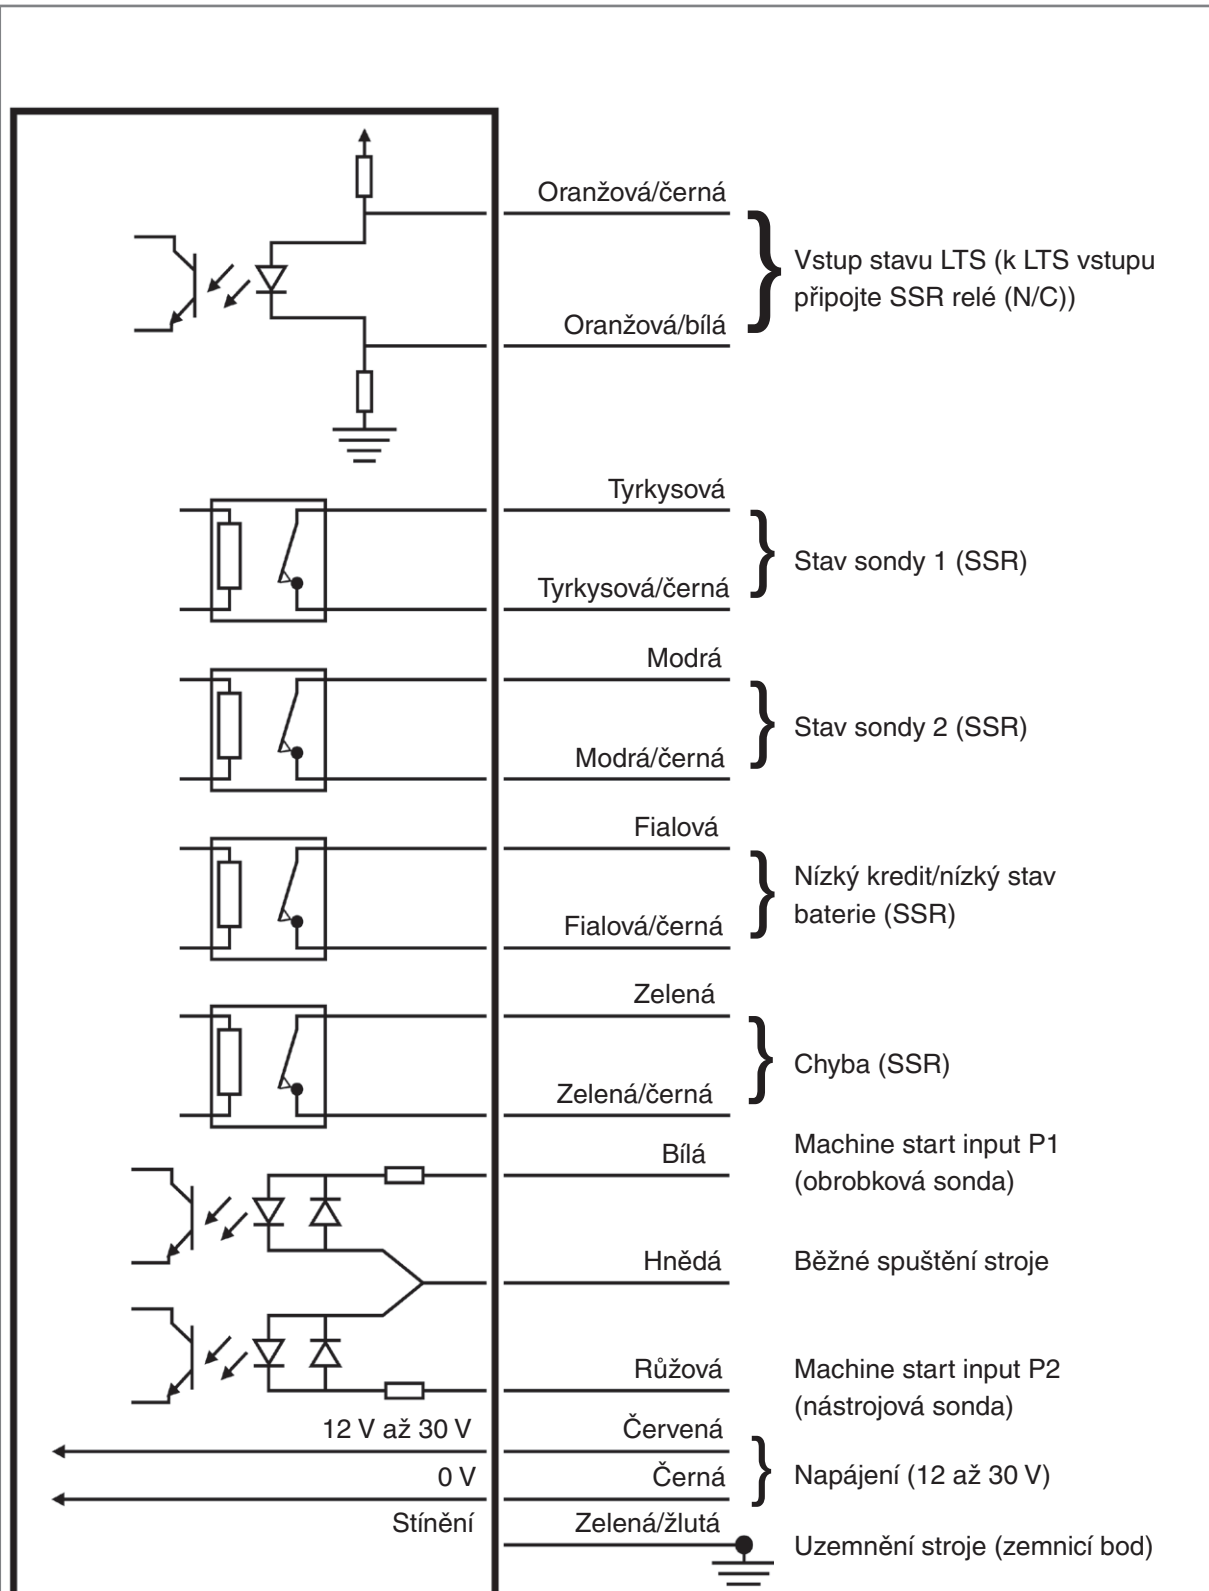 Oranžová/černá
Vstup stavu LTS (k LTS vstupu
připojte SSR relé (N/C))
Oranžová/bílá
Tyrkysová
Stav sondy 1 (SSR)
Tyrkysová/černá
Modrá
Stav sondy 2 (SSR)
Modrá/černá
Fialová
Nízký kredit/nízký stav
baterie (SSR)
Fialová/černá
Zelená
Chyba (SSR)
Zelená/černá
Bílá
Machine start input P1
(obrobková sonda)
Hnědá
Běžné spuštění stroje
Růžová
Machine start input P2
(nástrojová sonda)
12 V až 30 V
Červená
Napájení (12 až 30 V)
0 V
Černá
Stínění
Zelená/žlutá
Uzemnění stroje (zemnicí bod)